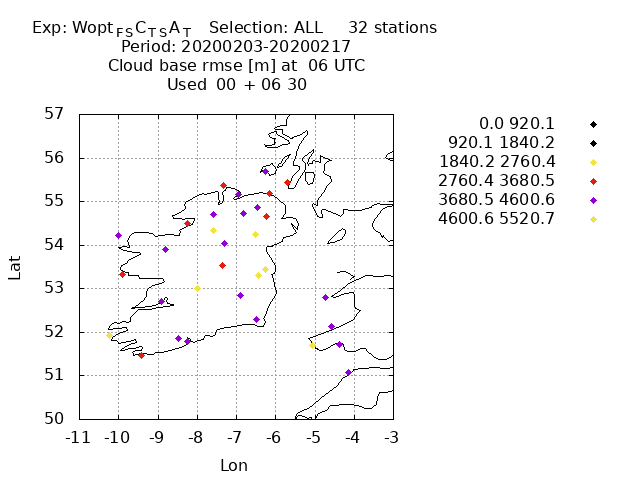 Exp: Wopt FS C T S A T   Selection: ALL     32 stations
Period: 20200203-20200217
Cloud base rmse [m] at  06 UTC
Used  00 + 06 30
0.0 920.1
920.1 1840.2
1840.2 2760.4
2760.4 3680.5
3680.5 4600.6
4600.6 5520.7
57
56
55
54
53
52
51
50
Lat
-11 -10 -9 -8 -7 -6 -5 -4 -3
Lon